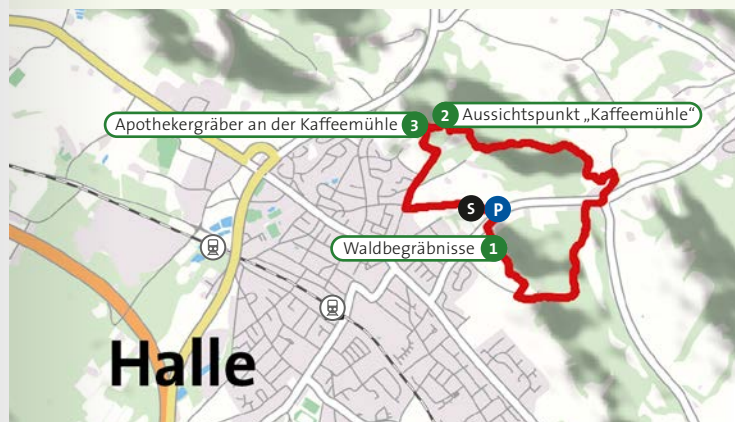 2 Aussichtspunkt „Kaffeemühle“
Apothekergräber an der Kaffeemühle 3
S P
Waldbegräbnisse 1
Halle